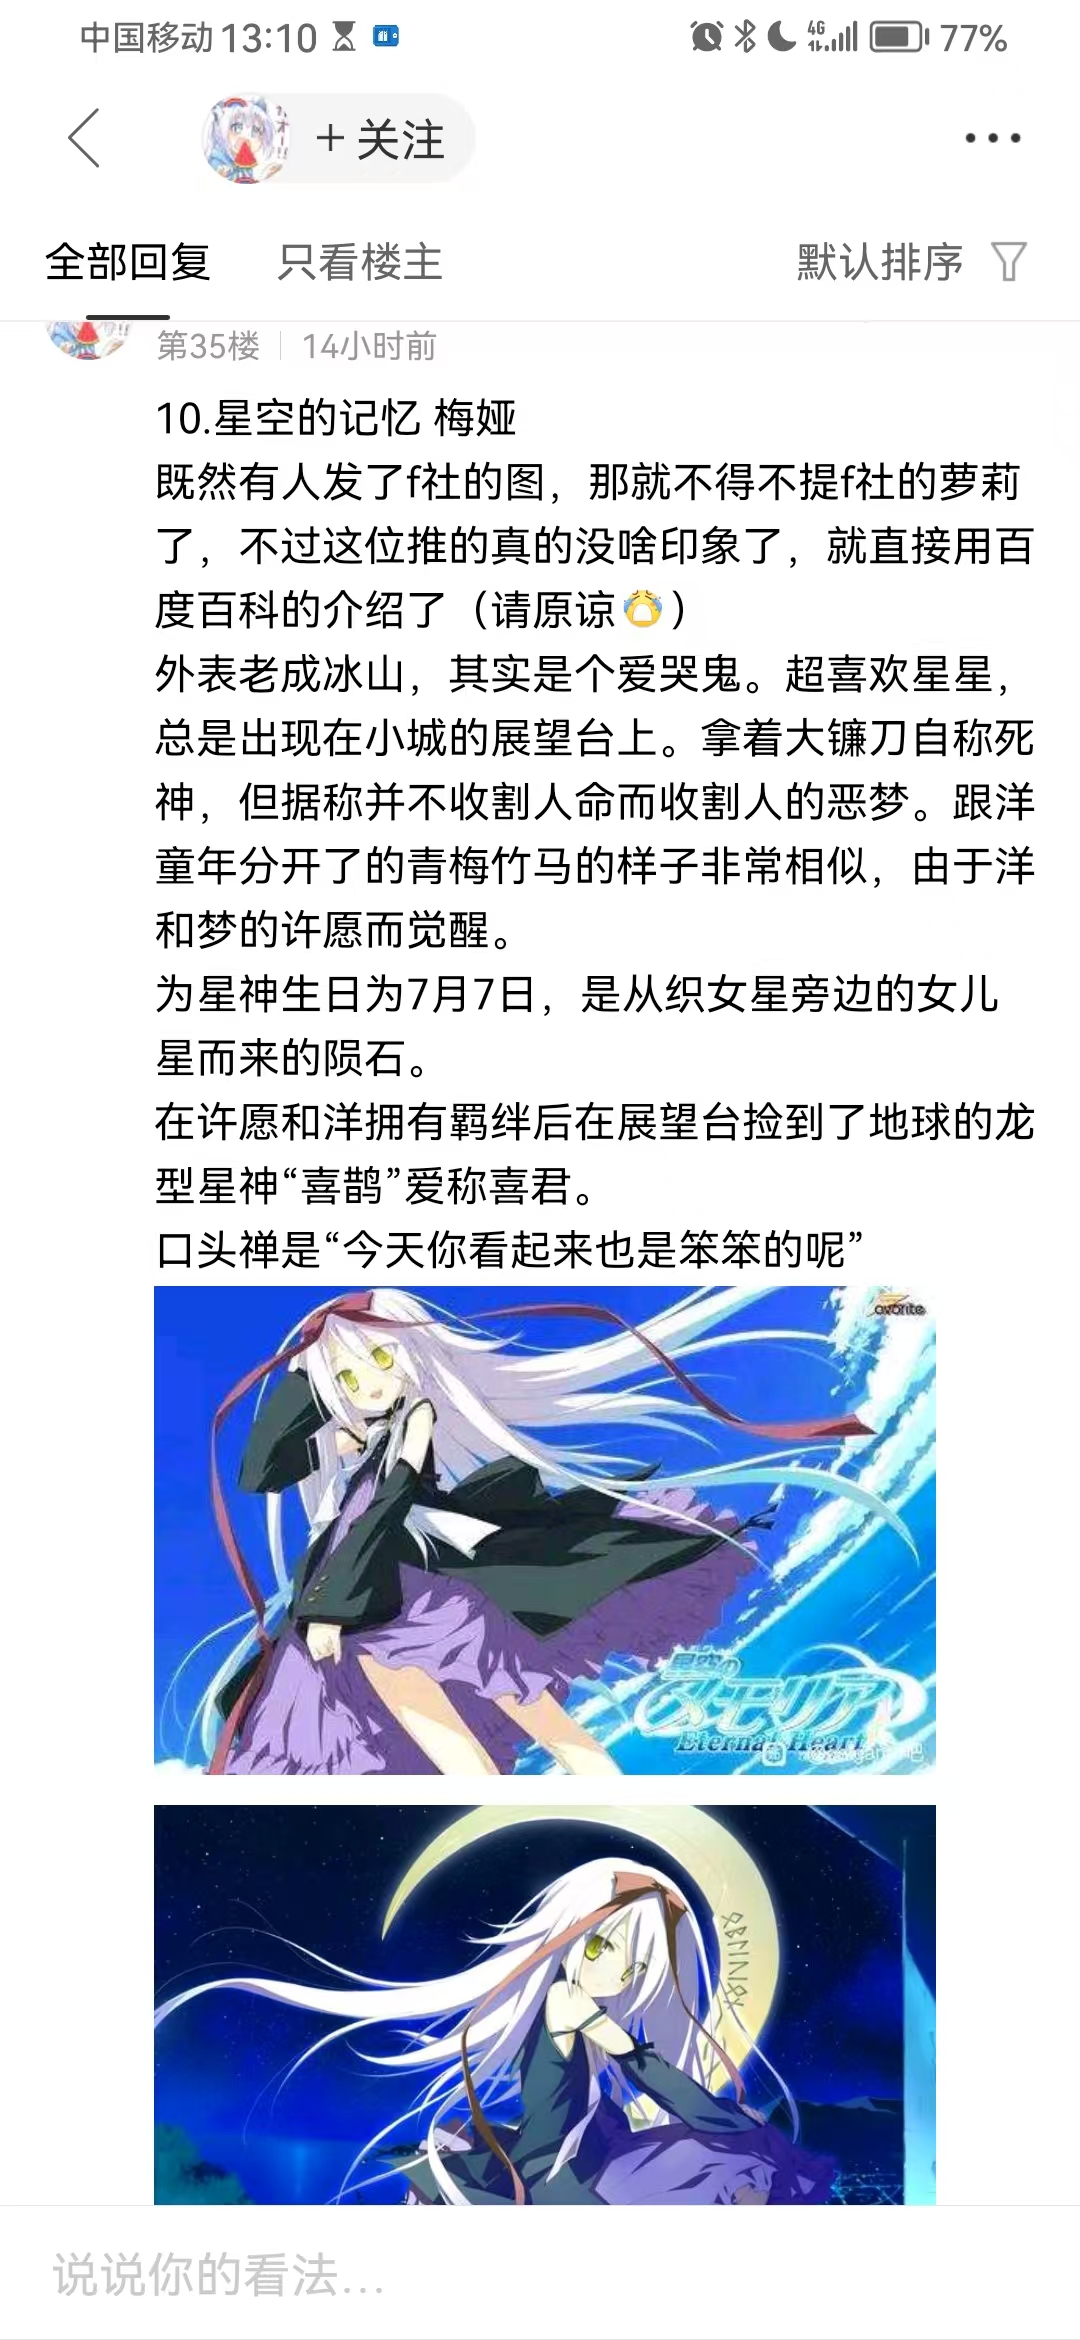 中国移动 13:10 4G 77%
+ 关注
全部回复 只看楼主 默认排序
第35楼 14小时前
10.星空的记忆 梅娅
既然有人发了f社的图，那就不得不提f社的萝莉
了，不过这位推的真的没啥印象了，就直接用百
度百科的介绍了（请原谅😭）
外表老成冰山，其实是个爱哭鬼。超喜欢星星，
总是出现在小城的展望台上。拿着大镰刀自称死
神，但据称并不收割人命而收割人的恶梦。跟洋
童年分开了的青梅竹马的样子非常相似，由于洋
和梦的许愿而觉醒。
为星神生日为7月7日，是从织女星旁边的女儿
星而来的陨石。
在许愿和洋拥有羁绊后在展望台捡到了地球的龙
型星神“喜鹊”爱称喜君。
口头禅是“今天你看起来也是笨笨的呢”
Favorite
星空の
メモリア
Eternal Heart
说说你的看法...